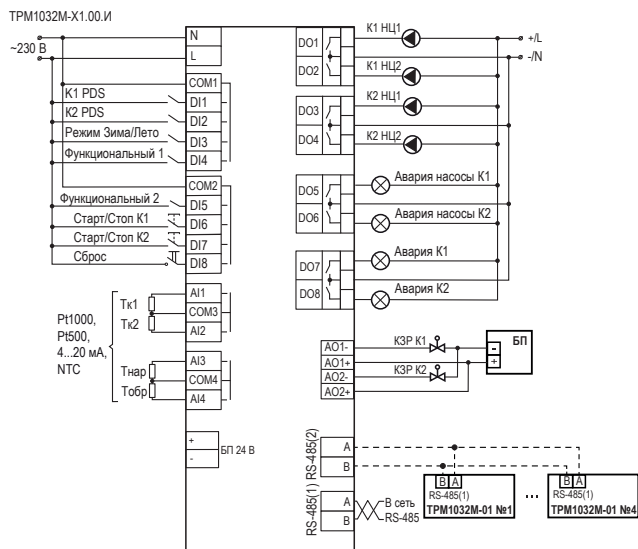 ТРМ1032М-Х1.00.И
~230 В
N
L
COM1
K1 PDS
DI1
K2 PDS
DI2
Режим Зима/Лето
DI3
Функциональный 1
DI4
COM2
Функциональный 2
DI5
Старт/Стоп К1
DI6
Старт/Стоп К2
DI7
Сброс
DI8
Pt1000,
Pt500,
4...20 мА,
NTC
Тк1
Тк2
Тнар
Тобр
AI1
COM3
AI2
AI3
COM4
AI4
+
-
БП 24 В
DO1
DO2
К1 НЦ1
К1 НЦ2
+/L
-/N
DO3
DO4
К2 НЦ1
К2 НЦ2
DO5
DO6
Авария насосы К1
Авария насосы К2
DO7
DO8
Авария К1
Авария К2
AO1-
AO1+
AO2-
AO2+
КЗР К1
КЗР К2
БП
-
+
RS-485(2)
A
B
RS-485(1)
A
B
В сеть
RS-485
B A
RS-485(1)
ТРМ1032М-01 №1
...
B A
RS-485(1)
ТРМ1032М-01 №4